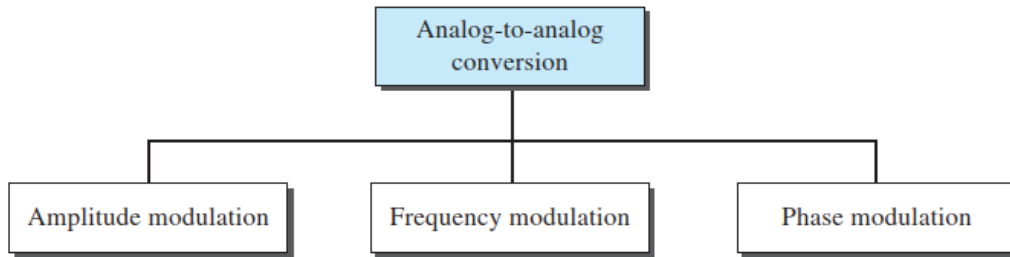 Analog-to-analog
conversion
Amplitude modulation
Frequency modulation
Phase modulation